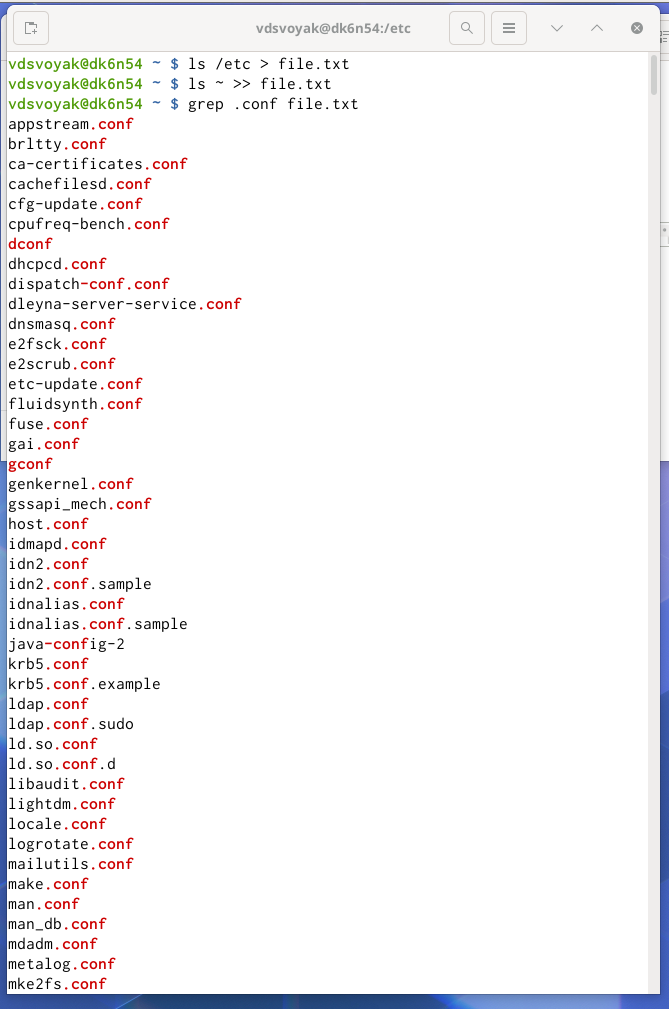 vdsvoyak@dk6n54:/etc
vdsvoyak@dk6n54 ~ $ ls /etc > file.txt
vdsvoyak@dk6n54 ~ $ ls ~ >> file.txt
vdsvoyak@dk6n54 ~ $ grep .conf file.txt
appstream.conf
brltty.conf
ca-certificates.conf
cachefilesd.conf
cfg-update.conf
cpufreq-bench.conf
dconf
dhcpcd.conf
dispatch-conf.conf
dleyna-server-service.conf
dnsmasq.conf
e2fsck.conf
e2scrub.conf
etc-update.conf
fluidsynth.conf
fuse.conf
gai.conf
gconf
genkernel.conf
gssapi_mech.conf
host.conf
idmapd.conf
idn2.conf
idn2.conf.sample
idnalias.conf
idnalias.conf.sample
java-config-2
krb5.conf
krb5.conf.example
ldap.conf
ldap.conf.sudo
ld.so.conf
ld.so.conf.d
libaudit.conf
lightdm.conf
locale.conf
logrotate.conf
mailutils.conf
make.conf
man.conf
man_db.conf
mdadm.conf
metalog.conf
mke2fs.conf